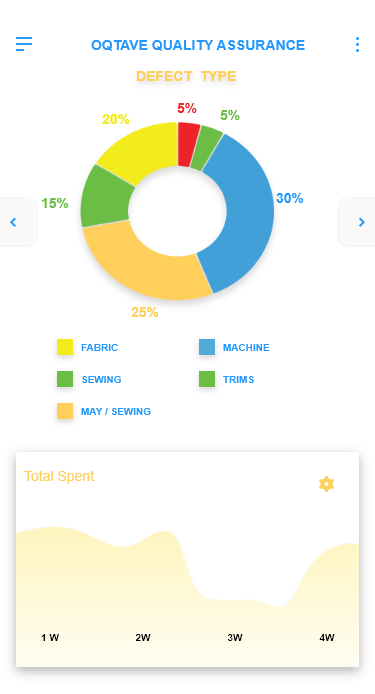 OQTAVE QUALITY ASSURANCE
DEFECT TYPE
5%
5%
20%
30%
15%
25%
FABRIC
MACHINE
SEWING
TRIMS
MAY / SEWING
Total Spent
1 W
2W
3W
4W